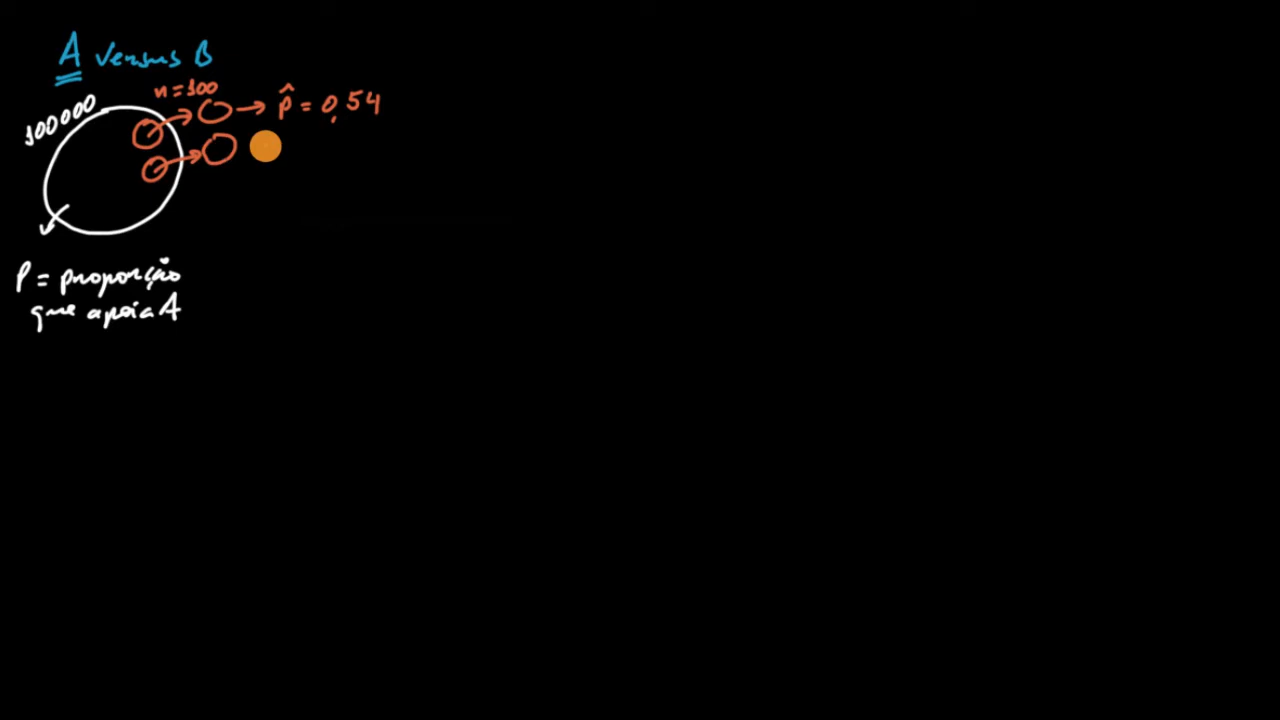 A versus B
n = 100
100000
p̂ = 0,54
P = proporção
que apoia A